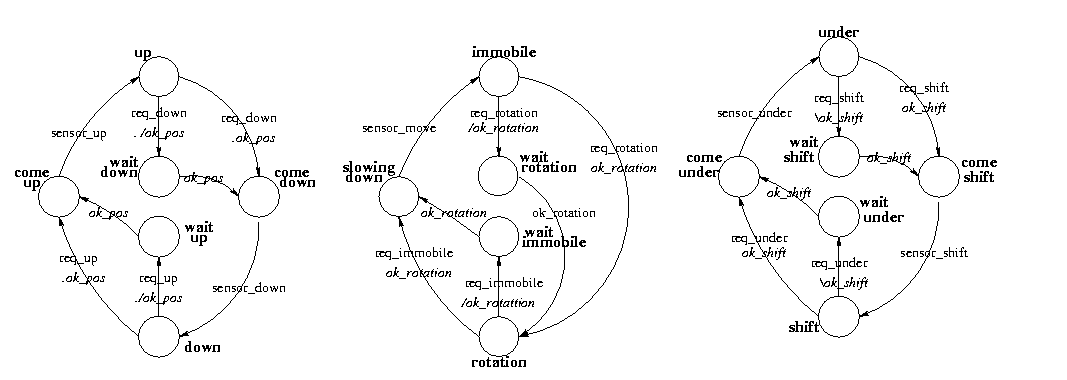 up
req_down
./ok_pos
req_down
.ok_pos
sensor_up
wait
down
ok_pos
come
up
come
down
ok_pos
wait
up
req_up
.ok_pos
req_up
./ok_pos
sensor_down
down
immobile
req_rotation
/ok_rotation
sensor_move
req_rotation
ok_rotation
wait
rotation
slowing
down
ok_rotation
ok_rotation
wait
immobile
req_immobile
ok_rotation
req_immobile
/ok_rotattion
rotation
under
req_shift
\ok_shift
req_shift
ok_shift
sensor_under
wait
shift
ok_shift
come
under
come
shift
ok_shift
wait
under
req_under
ok_shift
req_under
\ok_shift
sensor_shift
shift